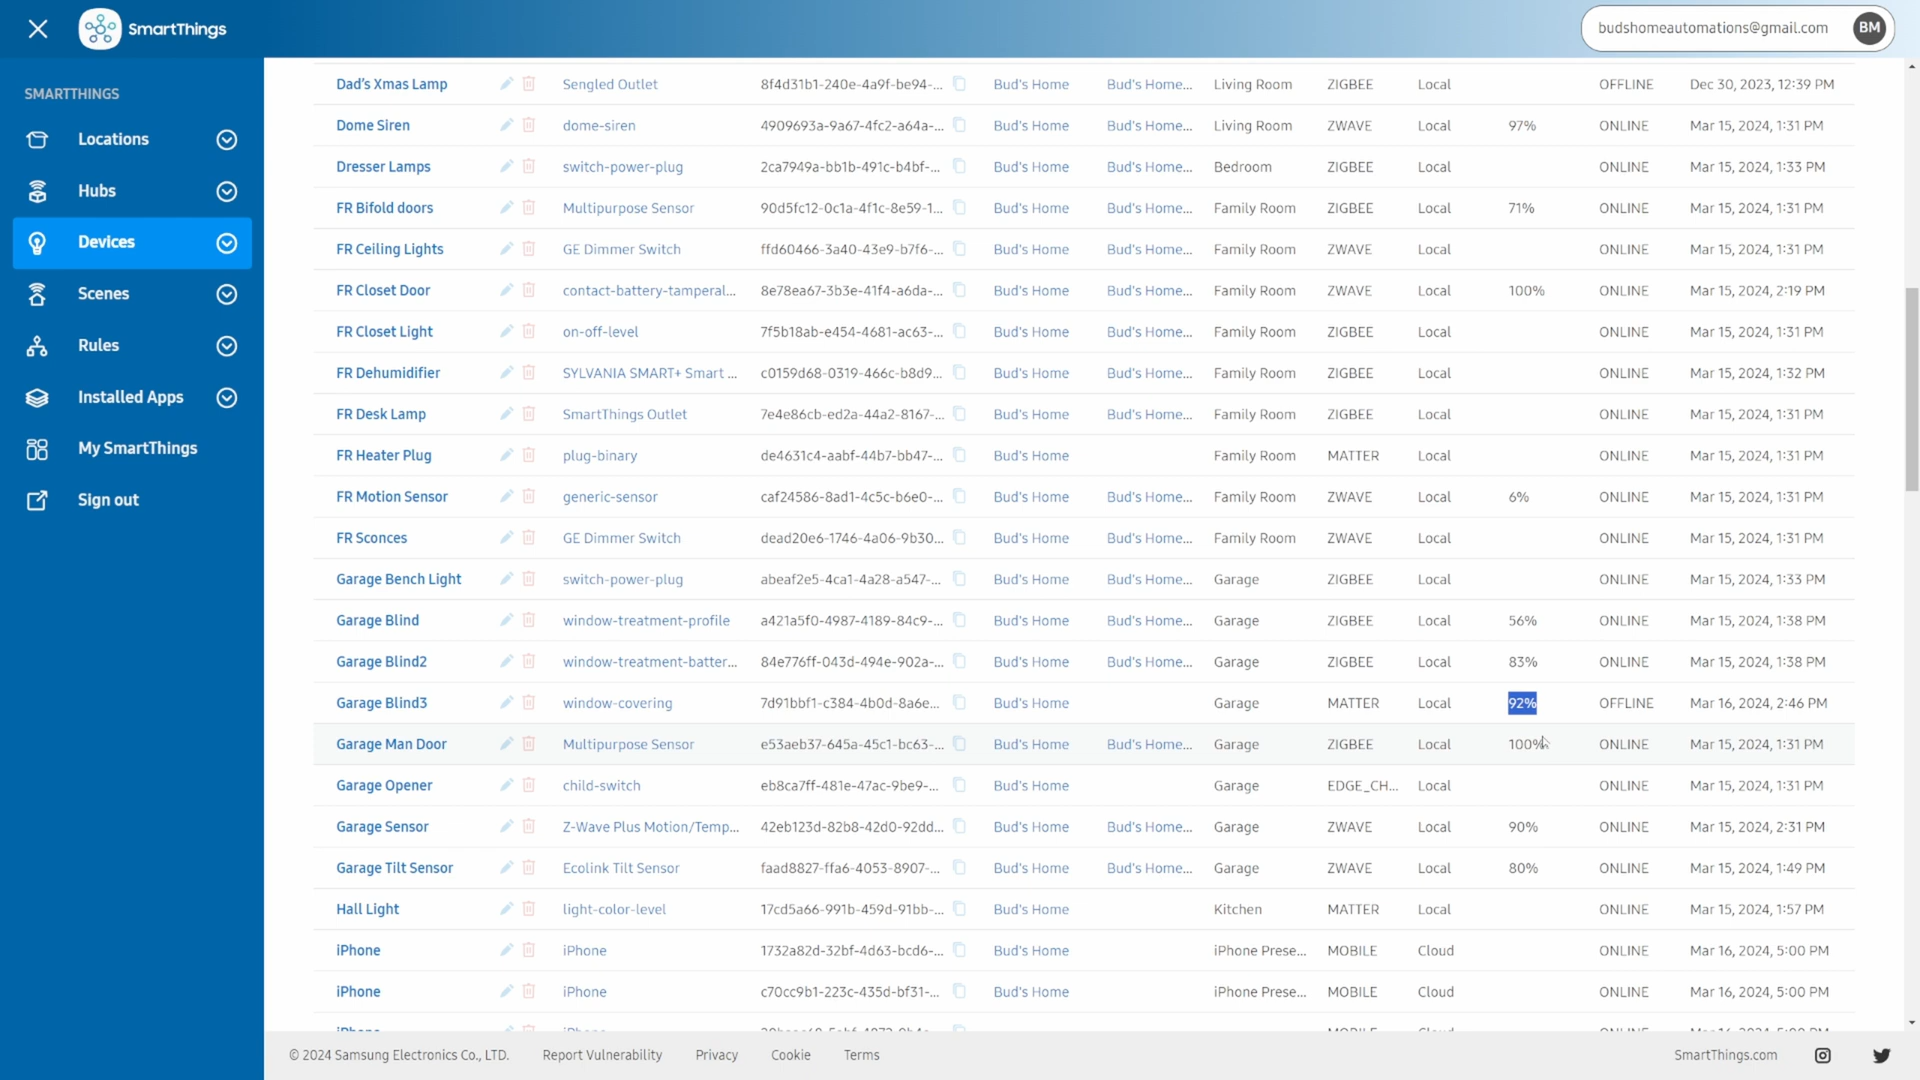 SmartThings
budshomeautomations@gmail.com BM
SMARTTHINGS
Locations
Hubs
Devices
Scenes
Rules
Installed Apps
My SmartThings
Sign out
Dad's Xmas Lamp Sengled Outlet 8f4d31b1-240e-4a9f-be94-... Bud's Home Bud's Home... Living Room ZIGBEE Local OFFLINE Dec 30, 2023, 12:39 PM
Dome Siren dome-siren 4909693a-9a67-4fc2-a64a-... Bud's Home Bud's Home... Living Room ZWAVE Local 97% ONLINE Mar 15, 2024, 1:31 PM
Dresser Lamps switch-power-plug 2ca7949a-bb1b-491c-b4bf-... Bud's Home Bud's Home... Bedroom ZIGBEE Local ONLINE Mar 15, 2024, 1:33 PM
FR Bifold doors Multipurpose Sensor 90d5fc12-0c1a-4f1c-8e59-1... Bud's Home Bud's Home... Family Room ZIGBEE Local 71% ONLINE Mar 15, 2024, 1:31 PM
FR Ceiling Lights GE Dimmer Switch ffd60466-3a40-43e9-b7f6-... Bud's Home Bud's Home... Family Room ZWAVE Local ONLINE Mar 15, 2024, 1:31 PM
FR Closet Door contact-battery-tamperal... 8e78ea67-3b3e-41f4-a6da-... Bud's Home Bud's Home... Family Room ZWAVE Local 100% ONLINE Mar 15, 2024, 2:19 PM
FR Closet Light on-off-level 7f5b18ab-e454-4681-ac63-... Bud's Home Bud's Home... Family Room ZIGBEE Local ONLINE Mar 15, 2024, 1:31 PM
FR Dehumidifier SYLVANIA SMART+ Smart ... c0159d68-0319-466c-b8d9... Bud's Home Bud's Home... Family Room ZIGBEE Local ONLINE Mar 15, 2024, 1:32 PM
FR Desk Lamp SmartThings Outlet 7e4e86cb-ed2a-44a2-8167-... Bud's Home Bud's Home... Family Room ZIGBEE Local ONLINE Mar 15, 2024, 1:31 PM
FR Heater Plug plug-binary de4631c4-aabf-44b7-bb47-... Bud's Home Family Room MATTER Local ONLINE Mar 15, 2024, 1:31 PM
FR Motion Sensor generic-sensor caf24586-8ad1-4c5c-b6e0-... Bud's Home Bud's Home... Family Room ZWAVE Local 6% ONLINE Mar 15, 2024, 1:31 PM
FR Sconces GE Dimmer Switch dead20e6-1746-4a06-9b30... Bud's Home Bud's Home... Family Room ZWAVE Local ONLINE Mar 15, 2024, 1:31 PM
Garage Bench Light switch-power-plug abeaf2e5-4ca1-4a28-a547-... Bud's Home Bud's Home... Garage ZIGBEE Local ONLINE Mar 15, 2024, 1:33 PM
Garage Blind window-treatment-profile a421a5f0-4987-4189-84c9-... Bud's Home Bud's Home... Garage ZIGBEE Local 56% ONLINE Mar 15, 2024, 1:38 PM
Garage Blind2 window-treatment-batter... 84e776ff-043d-494e-902a-... Bud's Home Bud's Home... Garage ZIGBEE Local 83% ONLINE Mar 15, 2024, 1:38 PM
Garage Blind3 window-covering 7d91bbf1-c384-4b0d-8a6e... Bud's Home Garage MATTER Local 92% OFFLINE Mar 16, 2024, 2:46 PM
Garage Man Door Multipurpose Sensor e53aeb37-645a-45c1-bc63-... Bud's Home Bud's Home... Garage ZIGBEE Local 100% ONLINE Mar 15, 2024, 1:31 PM
Garage Opener child-switch eb8ca7ff-481e-47ac-9be9-... Bud's Home Garage EDGE_CH... Local ONLINE Mar 15, 2024, 1:31 PM
Garage Sensor Z-Wave Plus Motion/Temp... 42eb123d-82b8-42d0-92dd... Bud's Home Bud's Home... Garage ZWAVE Local 90% ONLINE Mar 15, 2024, 2:31 PM
Garage Tilt Sensor Ecolink Tilt Sensor faad8827-ffa6-4053-8907-... Bud's Home Bud's Home... Garage ZWAVE Local 80% ONLINE Mar 15, 2024, 1:49 PM
Hall Light light-color-level 17cd5a66-991b-459d-91bb-... Bud's Home Kitchen MATTER Local ONLINE Mar 15, 2024, 1:57 PM
iPhone iPhone 1732a82d-32bf-4d63-bcd6-... Bud's Home iPhone Prese... MOBILE Cloud ONLINE Mar 16, 2024, 5:00 PM
iPhone iPhone c70cc9b1-223c-435d-bf31-... Bud's Home iPhone Prese... MOBILE Cloud ONLINE Mar 16, 2024, 5:00 PM
© 2024 Samsung Electronics Co., LTD. Report Vulnerability Privacy Cookie Terms SmartThings.com